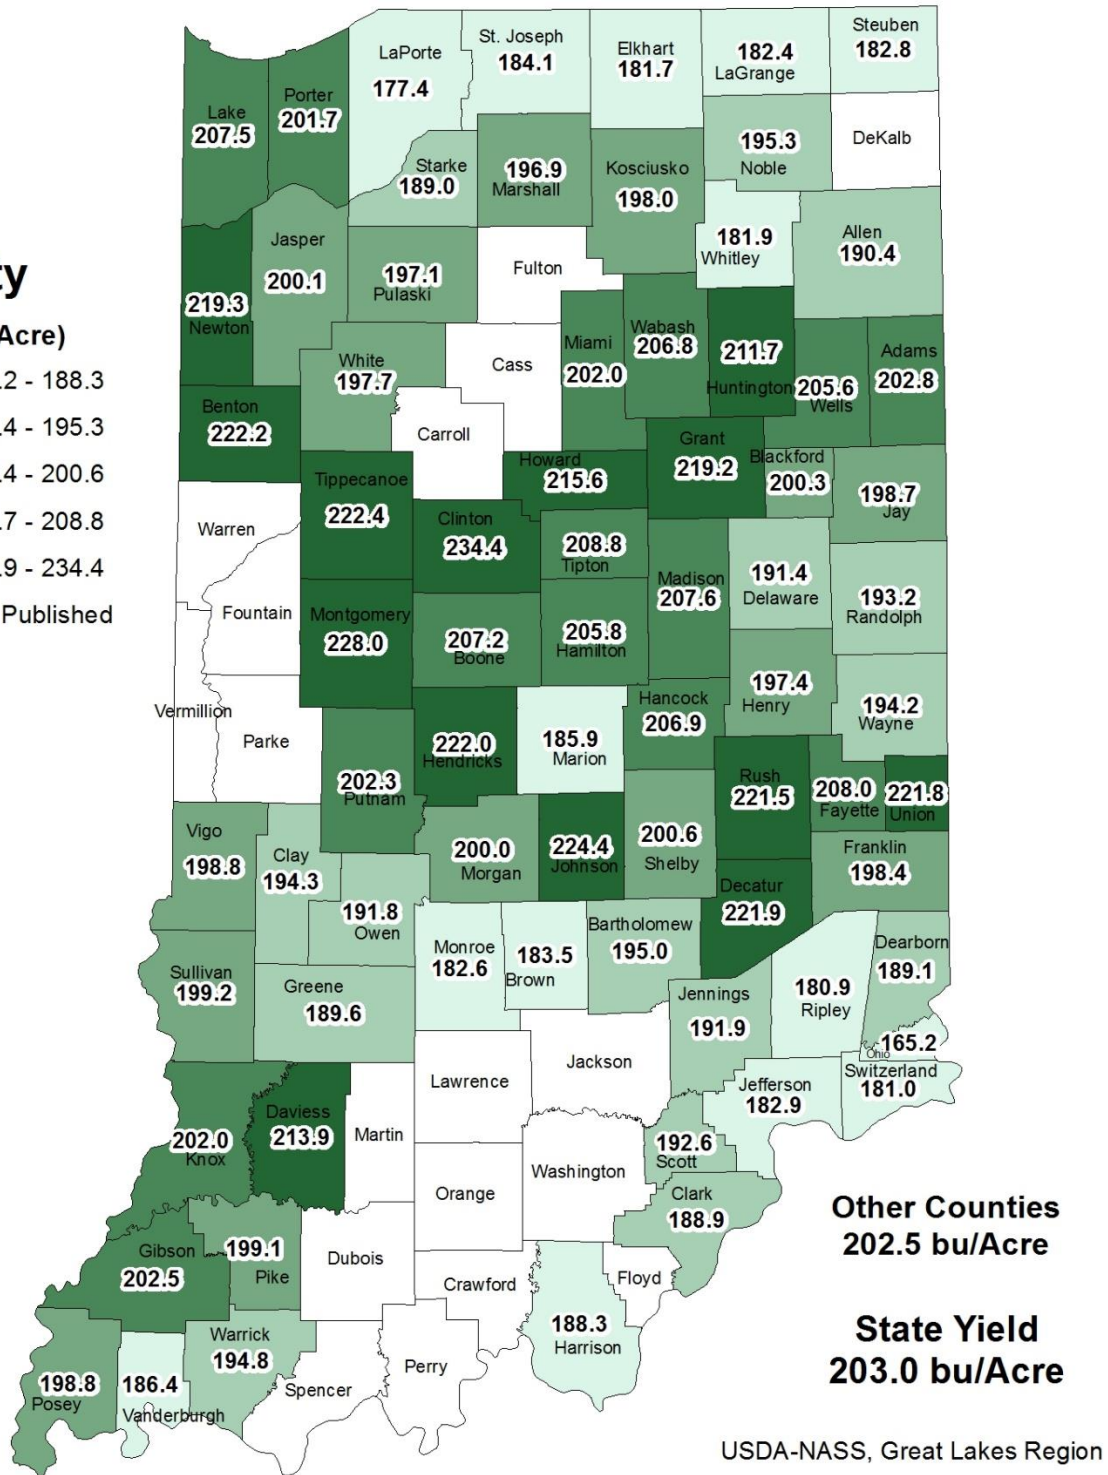 ty
Acre)
.2 - 188.3
.4 - 195.3
.4 - 200.6
.7 - 208.8
.9 - 234.4
Published
LaPorte
177.4
St. Joseph
184.1
Elkhart
181.7
182.4
LaGrange
Steuben
182.8
Lake
207.5
Porter
201.7
Starke
189.0
196.9
Marshall
Kosciusko
198.0
195.3
Noble
DeKalb
219.3
Newton
Jasper
200.1
197.1
Pulaski
Fulton
181.9
Whitley
Allen
190.4
White
197.7
Cass
Miami
202.0
Wabash
206.8
211.7
Huntington
205.6
Wells
Adams
202.8
Benton
222.2
Carroll
Tippecanoe
222.4
Howard
215.6
Grant
219.2
Blackford
200.3
198.7
Jay
Warren
Clinton
234.4
208.8
Tipton
Madison
207.6
191.4
Delaware
193.2
Randolph
Fountain
Montgomery
228.0
207.2
Boone
205.8
Hamilton
197.4
Henry
194.2
Wayne
Vermillion
Parke
222.0
Hendricks
185.9
Marion
Hancock
206.9
202.3
Putnam
Rush
221.5
208.0
Fayette
221.8
Union
Vigo
198.8
Clay
194.3
200.0
Morgan
224.4
Johnson
200.6
Shelby
Franklin
198.4
191.8
Owen
Decatur
221.9
Monroe
182.6
183.5
Brown
Bartholomew
195.0
Dearborn
189.1
Sullivan
199.2
Greene
189.6
Jennings
191.9
180.9
Ripley
165.2
Ohio
Lawrence
Jackson
Jefferson
182.9
Switzerland
181.0
202.0
Knox
Daviess
213.9
Martin
Orange
Washington
192.6
Scott
Clark
188.9
Gibson
202.5
199.1
Pike
Dubois
Crawford
Floyd
188.3
Harrison
198.8
Posey
186.4
Vanderburgh
Warrick
194.8
Spencer
Perry
Other Counties
202.5 bu/Acre
State Yield
203.0 bu/Acre
USDA-NASS, Great Lakes Region